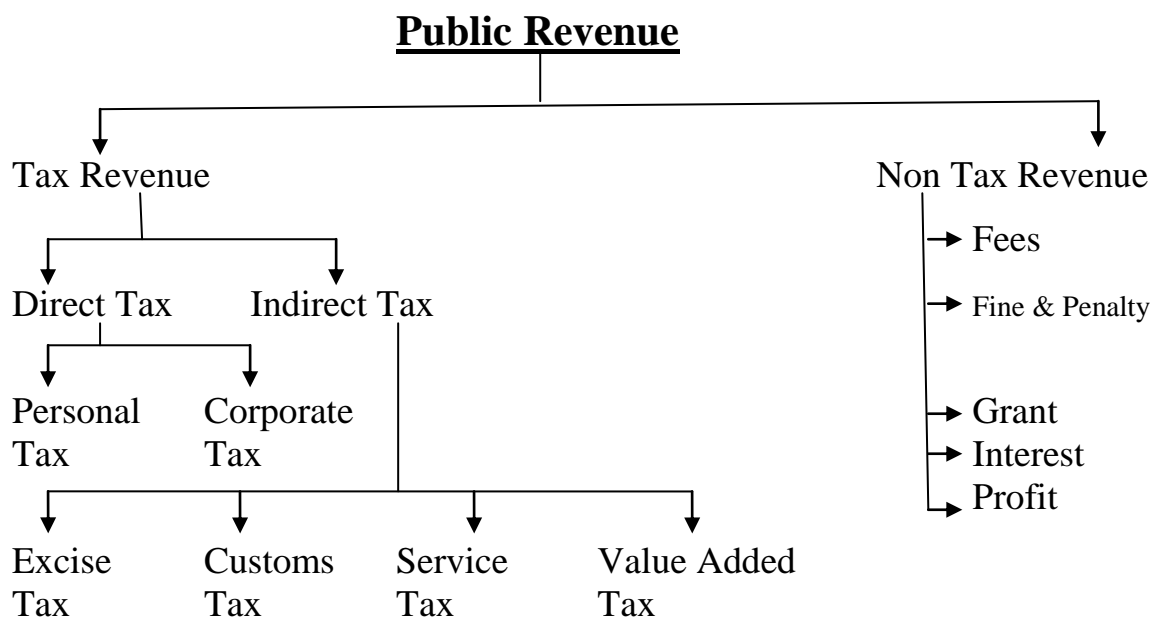 Public Revenue
Tax Revenue
Non Tax Revenue
Fees
Direct Tax
Indirect Tax
Fine & Penalty
Personal
Tax
Corporate
Tax
Grant
Interest
Profit
Excise
Tax
Customs
Tax
Service
Tax
Value Added
Tax